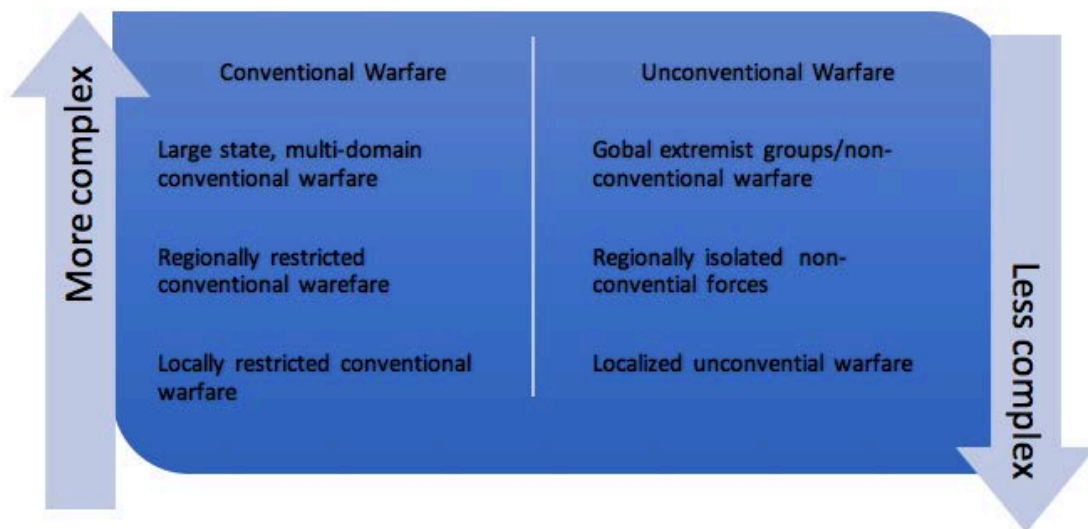 More complex
Conventional Warfare
Large state, multi-domain
conventional warfare
Regionally restricted
conventional warefare
Locally restricted conventional
warfare
Unconventional Warfare
Gobal extremist groups/non-
conventional warfare
Regionally isolated non-
convential forces
Localized unconvential warfare
Less complex